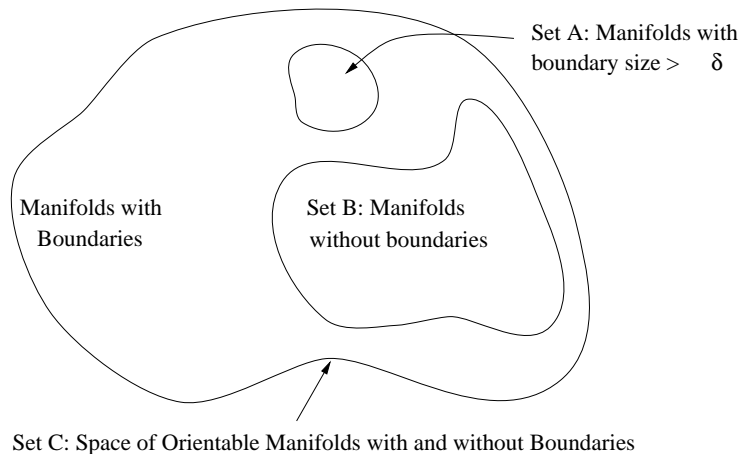 Set A: Manifolds with
boundary size > δ
Manifolds with
Boundaries
Set B: Manifolds
without boundaries
Set C: Space of Orientable Manifolds with and without Boundaries